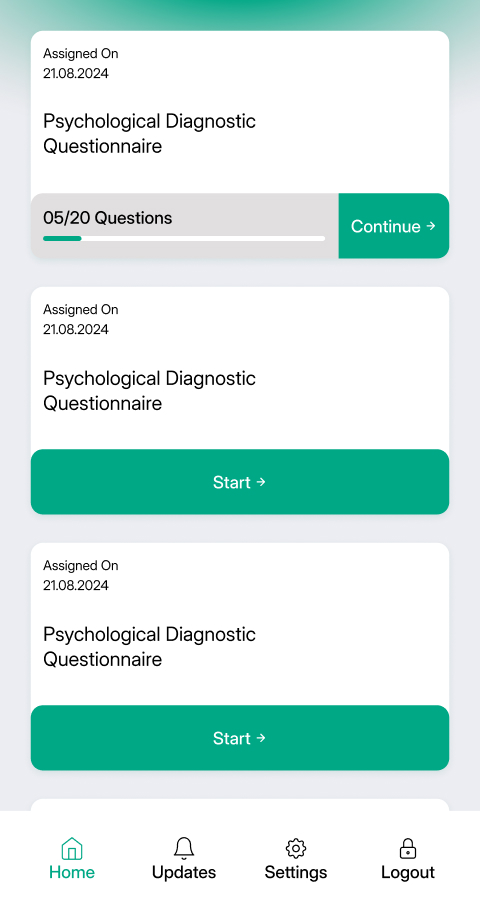 Assigned On
21.08.2024
Psychological Diagnostic
Questionnaire
05/20 Questions
Continue →
Assigned On
21.08.2024
Psychological Diagnostic
Questionnaire
Start →
Assigned On
21.08.2024
Psychological Diagnostic
Questionnaire
Start →
Home Updates Settings Logout